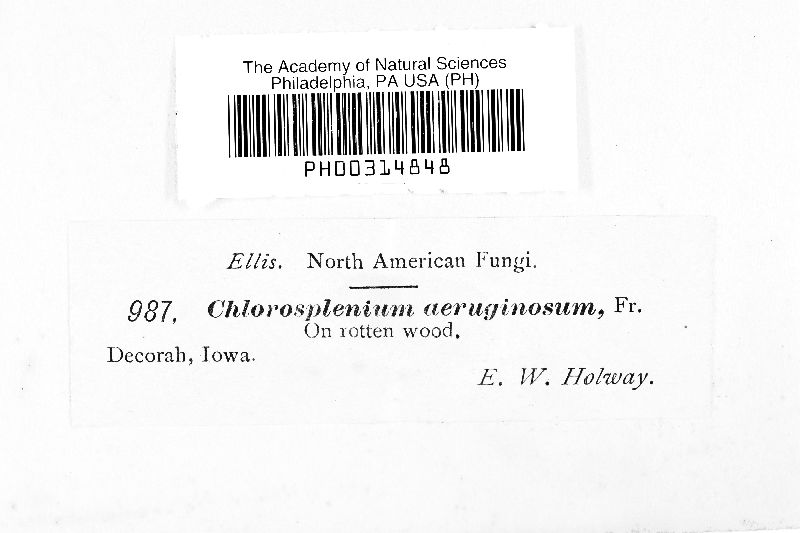 The Academy of Natural Sciences
Philadelphia, PA USA (PH)
PH00314848
Ellis. North American Fungi.
987. Chlorosplenium aeruginosum, Fr.
On rotten wood.
Decorah, Iowa.
E. W. Holway.